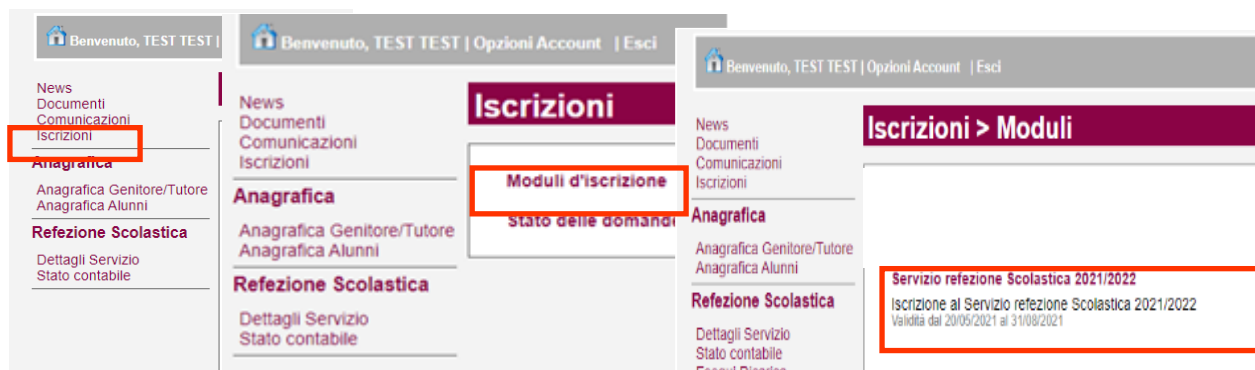 Benvenuto, TEST TEST |
News
Documenti
Comunicazioni
Iscrizioni
Anagrafica
Anagrafica Genitore/Tutore
Anagrafica Alunni
Refezione Scolastica
Dettagli Servizio
Stato contabile
Benvenuto, TEST TEST | Opzioni Account | Esci
News
Documenti
Comunicazioni
Iscrizioni
Anagrafica
Anagrafica Genitore/Tutore
Anagrafica Alunni
Refezione Scolastica
Dettagli Servizio
Stato contabile
Iscrizioni
Moduli d'iscrizione
Stato delle domande
Benvenuto, TEST TEST | Opzioni Account | Esci
News
Documenti
Comunicazioni
Iscrizioni
Anagrafica
Anagrafica Genitore/Tutore
Anagrafica Alunni
Refezione Scolastica
Dettagli Servizio
Stato contabile
Iscrizioni > Moduli
Servizio refezione Scolastica 2021/2022
Iscrizione al Servizio refezione Scolastica 2021/2022
Validità dal 20/05/2021 al 31/08/2021